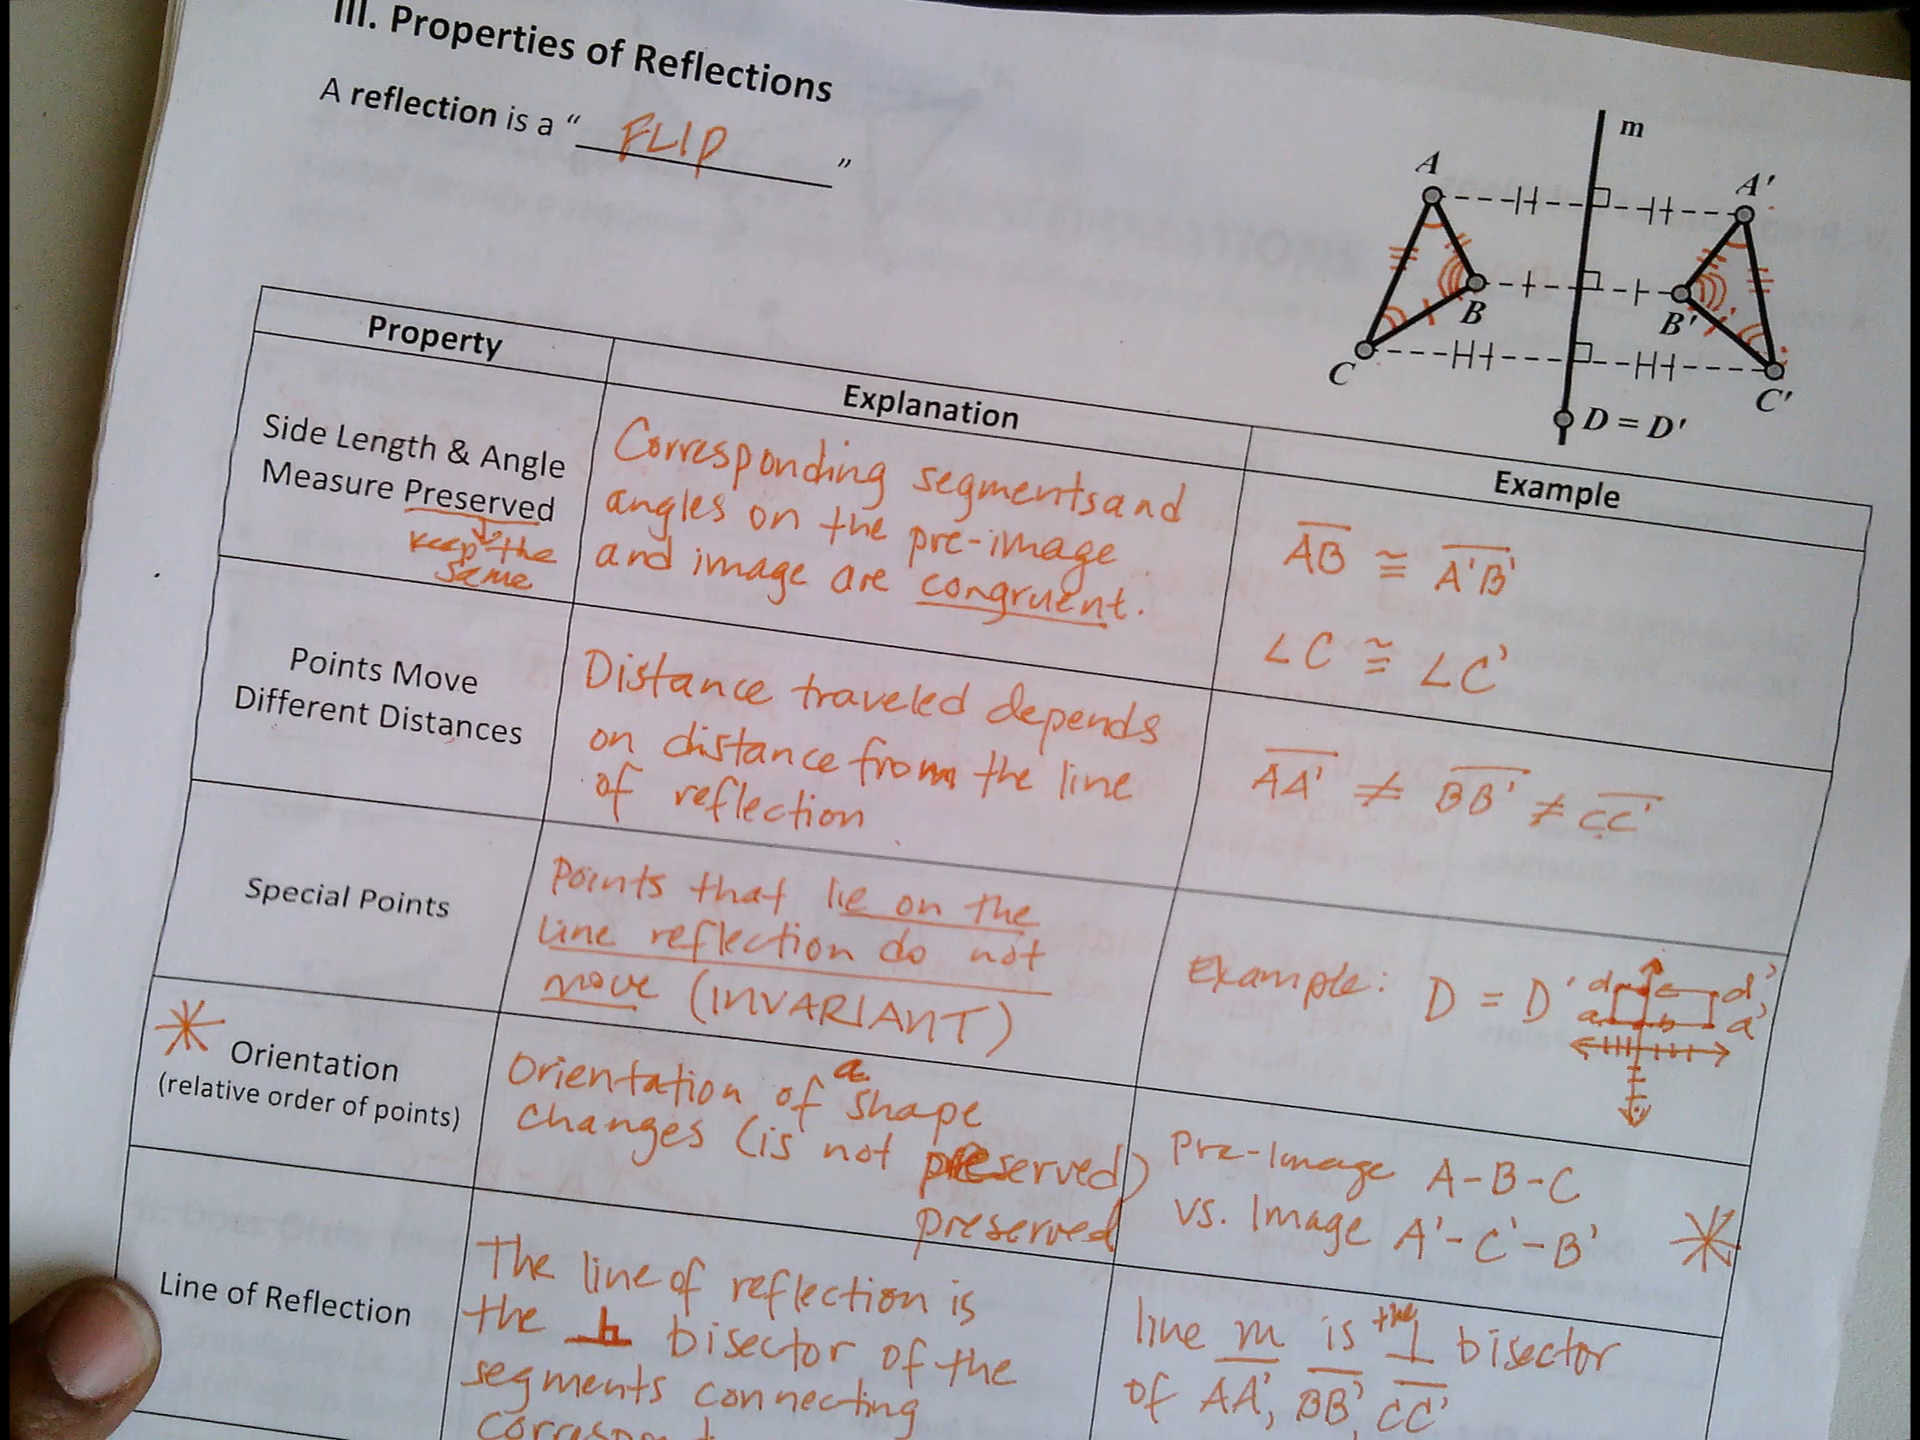 III. Properties of Reflections
A reflection is a " FLIP "
m
A
A'
B
B'
C
C'
D = D'
Property
Explanation
Example
Side Length & Angle
Measure Preserved
keep the
same
Corresponding segments and
angles on the pre-image
and image are congruent.
AB ≅ A'B'
∠C ≅ ∠C'
Points Move
Different Distances
Distance traveled depends
on distance from the line
of reflection
AA' ≠ BB' ≠ CC'
Special Points
Points that lie on the
line reflection do not
move (INVARIANT)
Example: D = D'
d c d'
a b a'
Orientation
(relative order of points)
Orientation of a shape
changes (is not preserved)
preserved
Pre-Image A-B-C
vs. Image A'-C'-B'
Line of Reflection
The line of reflection is
the ⊥ bisector of the
segments connecting
line m is the ⊥ bisector
of AA', BB', CC'